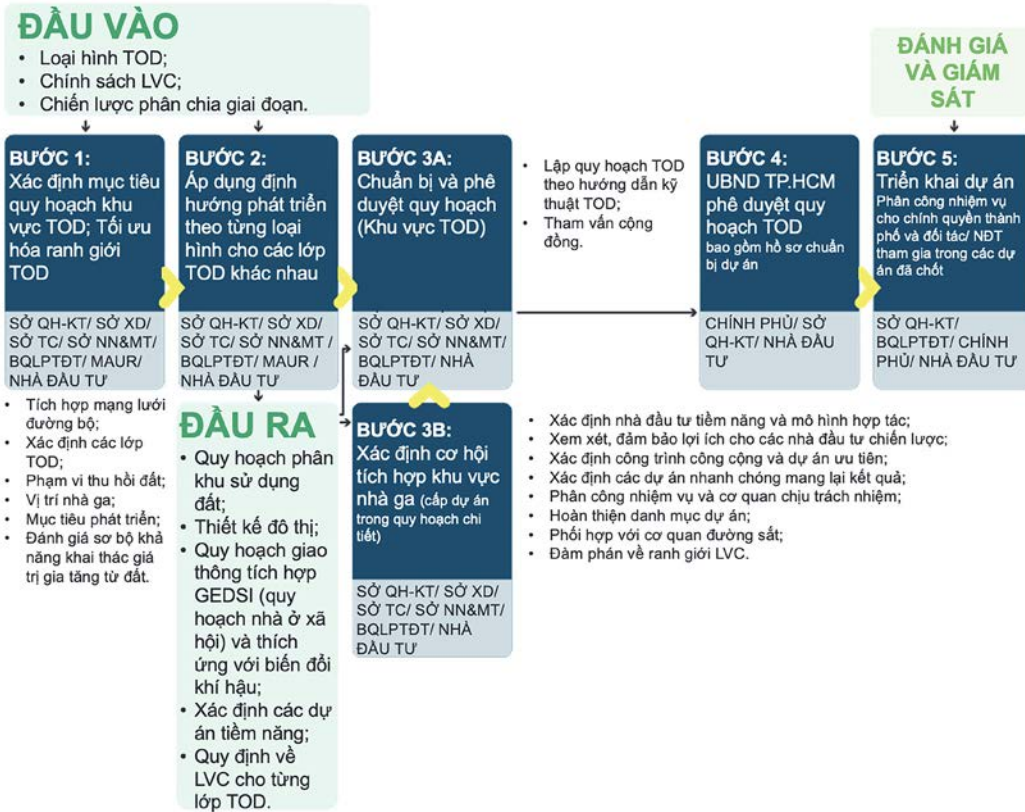 ĐẦU VÀO
• Loại hình TOD;
• Chính sách LVC;
• Chiến lược phân chia giai đoạn.
ĐÁNH GIÁ
VÀ GIÁM
SÁT
BƯỚC 1:
Xác định mục tiêu
quy hoạch khu
vực TOD; Tối ưu
hóa ranh giới
TOD
SỞ QH-KT/ SỞ XD/
SỞ TC/ SỞ NN&MT/
BQLPTĐT/ MAUR/
NHÀ ĐẦU TƯ
• Tích hợp mạng lưới
đường bộ;
• Xác định các lớp
TOD;
• Phạm vi thu hồi đất;
• Vị trí nhà ga;
• Mục tiêu phát triển;
• Đánh giá sơ bộ khả
năng khai thác giá
trị gia tăng từ đất.
BƯỚC 2:
Áp dụng định
hướng phát triển
theo từng loại
hình cho các lớp
TOD khác nhau
SỞ QH-KT/ SỞ XD/
SỞ TC/ SỞ NN&MT /
BQLPTĐT/ MAUR /
NHÀ ĐẦU TƯ
ĐẦU RA
• Quy hoạch phân
khu sử dụng
đất;
• Thiết kế đô thị;
• Quy hoạch giao
thông tích hợp
GEDSI (quy
hoạch nhà ở xã
hội) và thích
ứng với biến đổi
khí hậu;
• Xác định các dự
án tiềm năng;
• Quy định về
LVC cho từng
lớp TOD.
BƯỚC 3A:
Chuẩn bị và phê
duyệt quy hoạch
(Khu vực TOD)
SỞ QH-KT/ SỞ XD/
SỞ TC/ SỞ NN&MT/
BQLPTĐT/ NHÀ
ĐẦU TƯ
• Lập quy hoạch TOD
theo hướng dẫn kỹ
thuật TOD;
• Tham vấn cộng
đồng.
BƯỚC 3B:
Xác định cơ hội
tích hợp khu vực
nhà ga (cấp dự án
trong quy hoạch chi
tiết)
SỞ QH-KT/ SỞ XD/
SỞ TC/ SỞ NN&MT/
BQLPTĐT/ NHÀ
ĐẦU TƯ
• Xác định nhà đầu tư tiềm năng và mô hình hợp tác;
• Xem xét, đảm bảo lợi ích cho các nhà đầu tư chiến lược;
• Xác định công trình công cộng và dự án ưu tiên;
• Xác định các dự án nhanh chóng mang lại kết quả;
• Phân công nhiệm vụ và cơ quan chịu trách nhiệm;
• Hoàn thiện danh mục dự án;
• Phối hợp với cơ quan đường sắt;
• Đàm phán về ranh giới LVC.
BƯỚC 4:
UBND TP.HCM
phê duyệt quy
hoạch TOD
bao gồm hồ sơ chuẩn
bị dự án
CHÍNH PHỦ/ SỞ
QH-KT/ NHÀ ĐẦU
TƯ
BƯỚC 5:
Triển khai dự án
Phân công nhiệm vụ
cho chính quyền thành
phố và đối tác/ NĐT
tham gia trong các dự
án đã chốt
SỞ QH-KT/
BQLPTĐT/ CHÍNH
PHỦ/ NHÀ ĐẦU TƯ